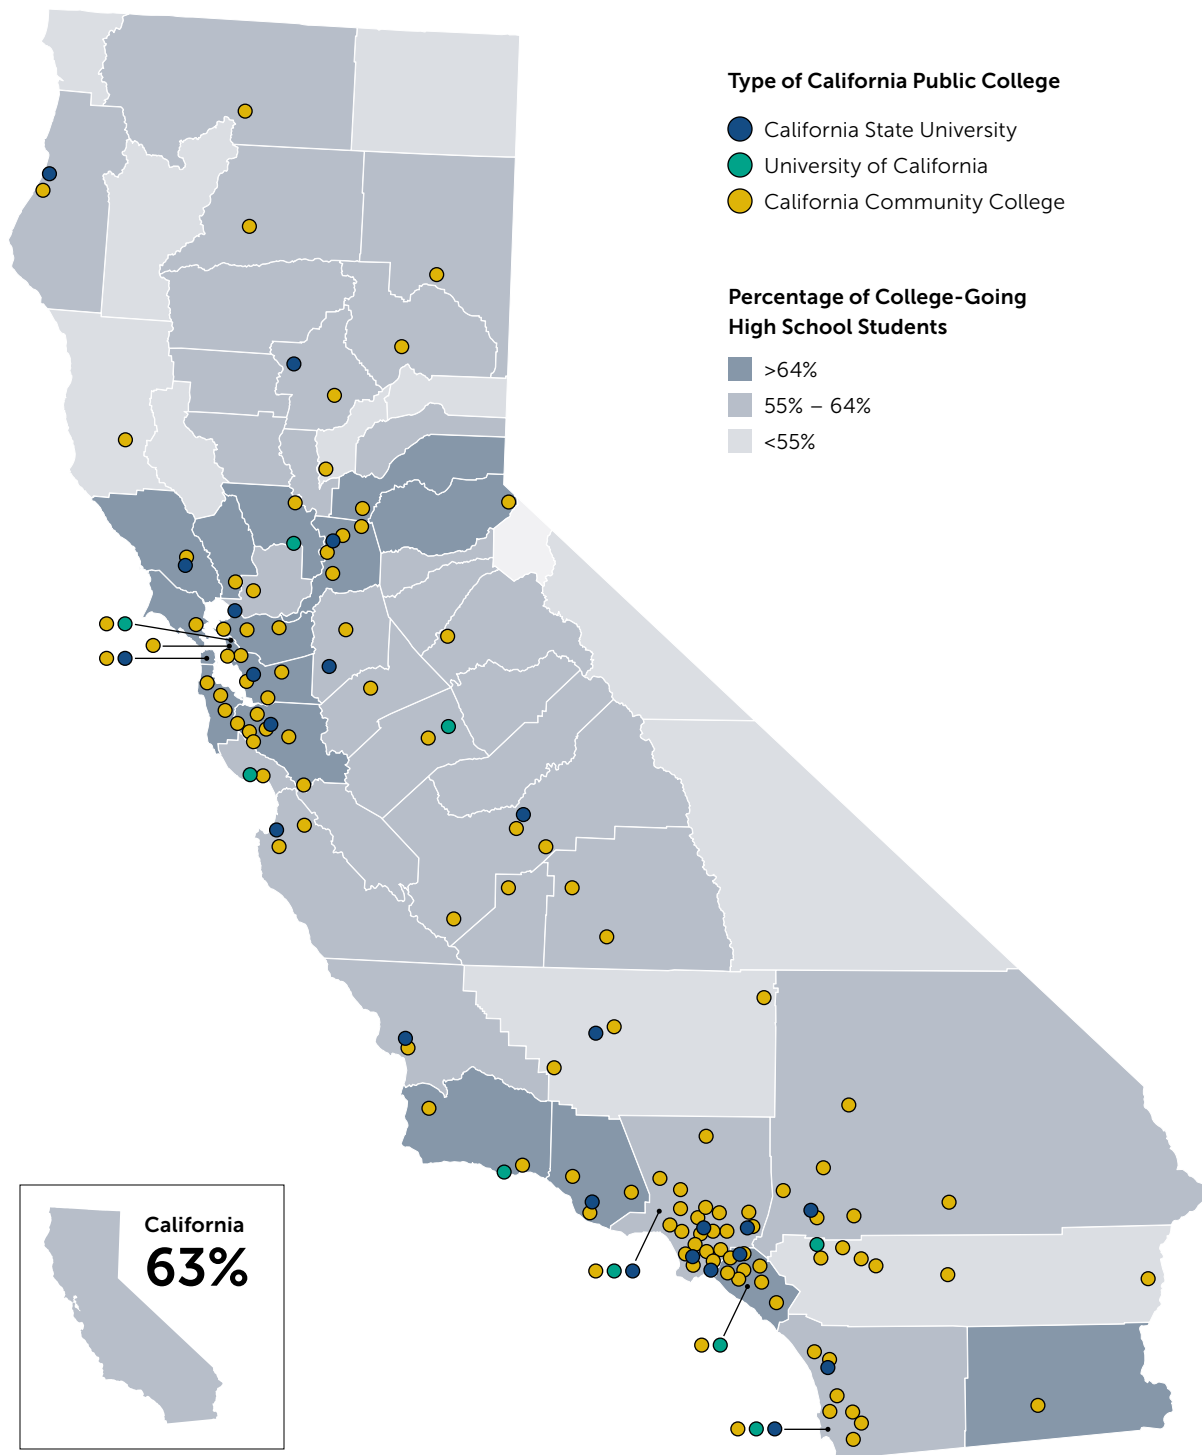 Type of California Public College
California State University
University of California
California Community College
Percentage of College-Going
High School Students
>64%
55% – 64%
<55%
California
63%